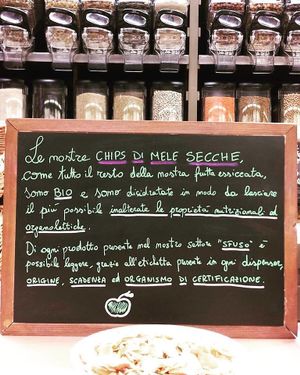 Le nostre CHIPS DI MELE SECCHE,
come tutto il resto della nostra frutta essiccata,
sono BIO e sono disidratate in modo da lasciare
il più possibile inalterate le proprietà nutrizionali ed
organolettiche.
Di ogni prodotto presente nel nostro settore "SFUSO" è
possibile leggere, grazie all'etichetta presente in ogni dispenser,
ORIGINE, SCADENZA ed ORGANISMO DI CERTIFICAZIONE.